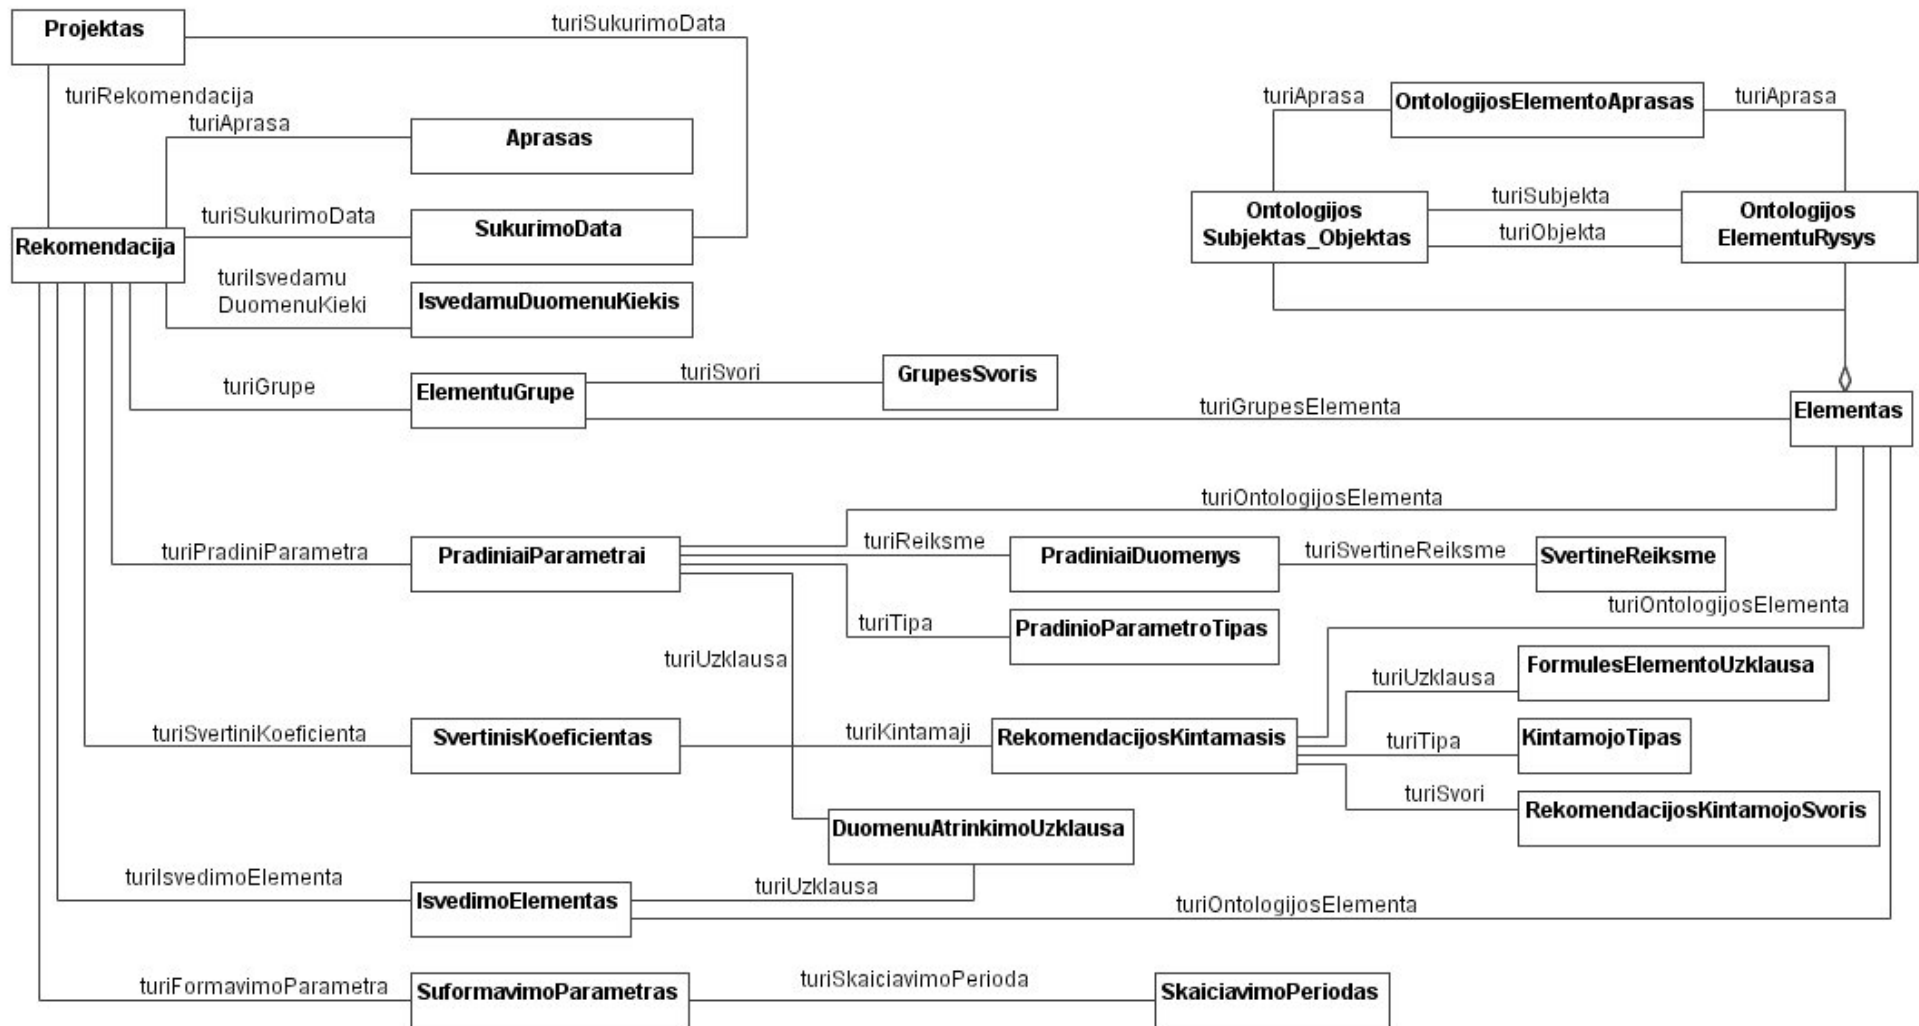 turiSukurimoData
Projektas
turiRekomendacija
turiAprasa
Aprasas
turiAprasa
OntologijosElementoAprasas
turiAprasa
turiSukurimoData
SukurimoData
Rekomendacija
Ontologijos
Subjektas_Objektas
turiSubjekta
turiObjekta
Ontologijos
ElementuRysys
turiIsvedamu
DuomenuKieki
IsvedamuDuomenuKiekis
turiGrupe
ElementuGrupe
turiSvori
GrupesSvoris
turiGrupesElementa
Elementas
turiOntologijosElementa
turiPradiniParametra
PradiniaiParametrai
turiReiksme
PradiniaiDuomenys
turiSvertineReiksme
SvertineReiksme
turiTipa
PradinioParametroTipas
turiOntologijosElementa
turiUzklausa
turiUzklausa
FormulesElementoUzklausa
turiSvertiniKoeficienta
SvertinisKoeficientas
turiKintamaji
RekomendacijosKintamasis
turiTipa
KintamojoTipas
turiSvori
RekomendacijosKintamojoSvoris
DuomenuAtrinkimoUzklausa
turiIsvedimoElementa
IsvedimoElementas
turiUzklausa
turiOntologijosElementa
turiFormavimoParametra
SuformavimoParametras
turiSkaiciavimoPerioda
SkaiciavimoPeriodas